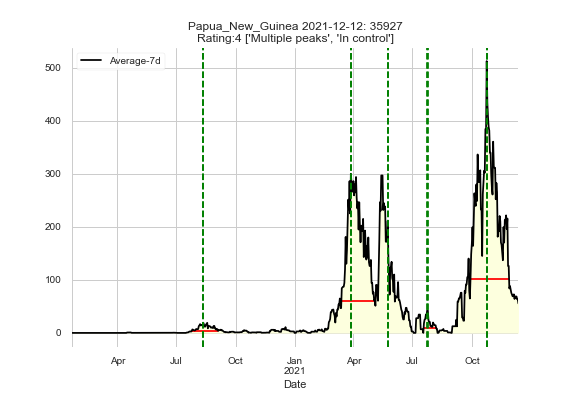 Papua_New_Guinea 2021-12-12: 35927
Rating:4 ['Multiple peaks', 'In control']
Average-7d
500
400
300
200
100
0
Apr Jul Oct Jan Apr Jul Oct
2021
Date